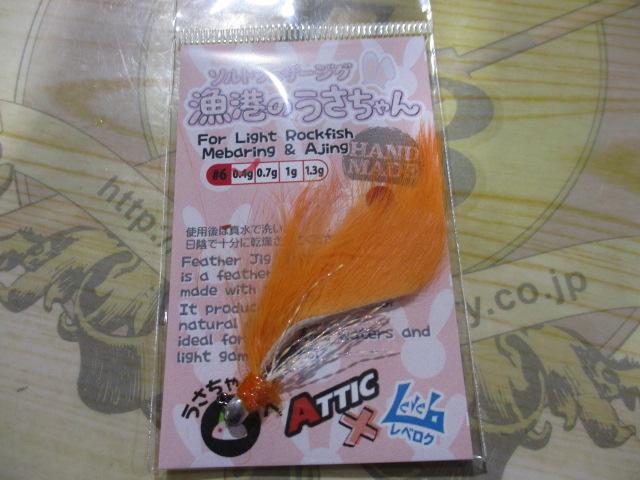 ソルトフェザージグ
漁港のうさちゃん
For Light Rockfish
Mebaring & Ajing
HAND
MADE
#6 0.4g 0.7g 1g 1.3g
使用後は真水で洗い
日陰で十分に乾燥さ
Feather Jig
is a feathe
made with
It produc
natural
ideal for waters and
light gam
うさちゃ
ATTIC
×
LEVE6
レベロク
http://
y.co.jp